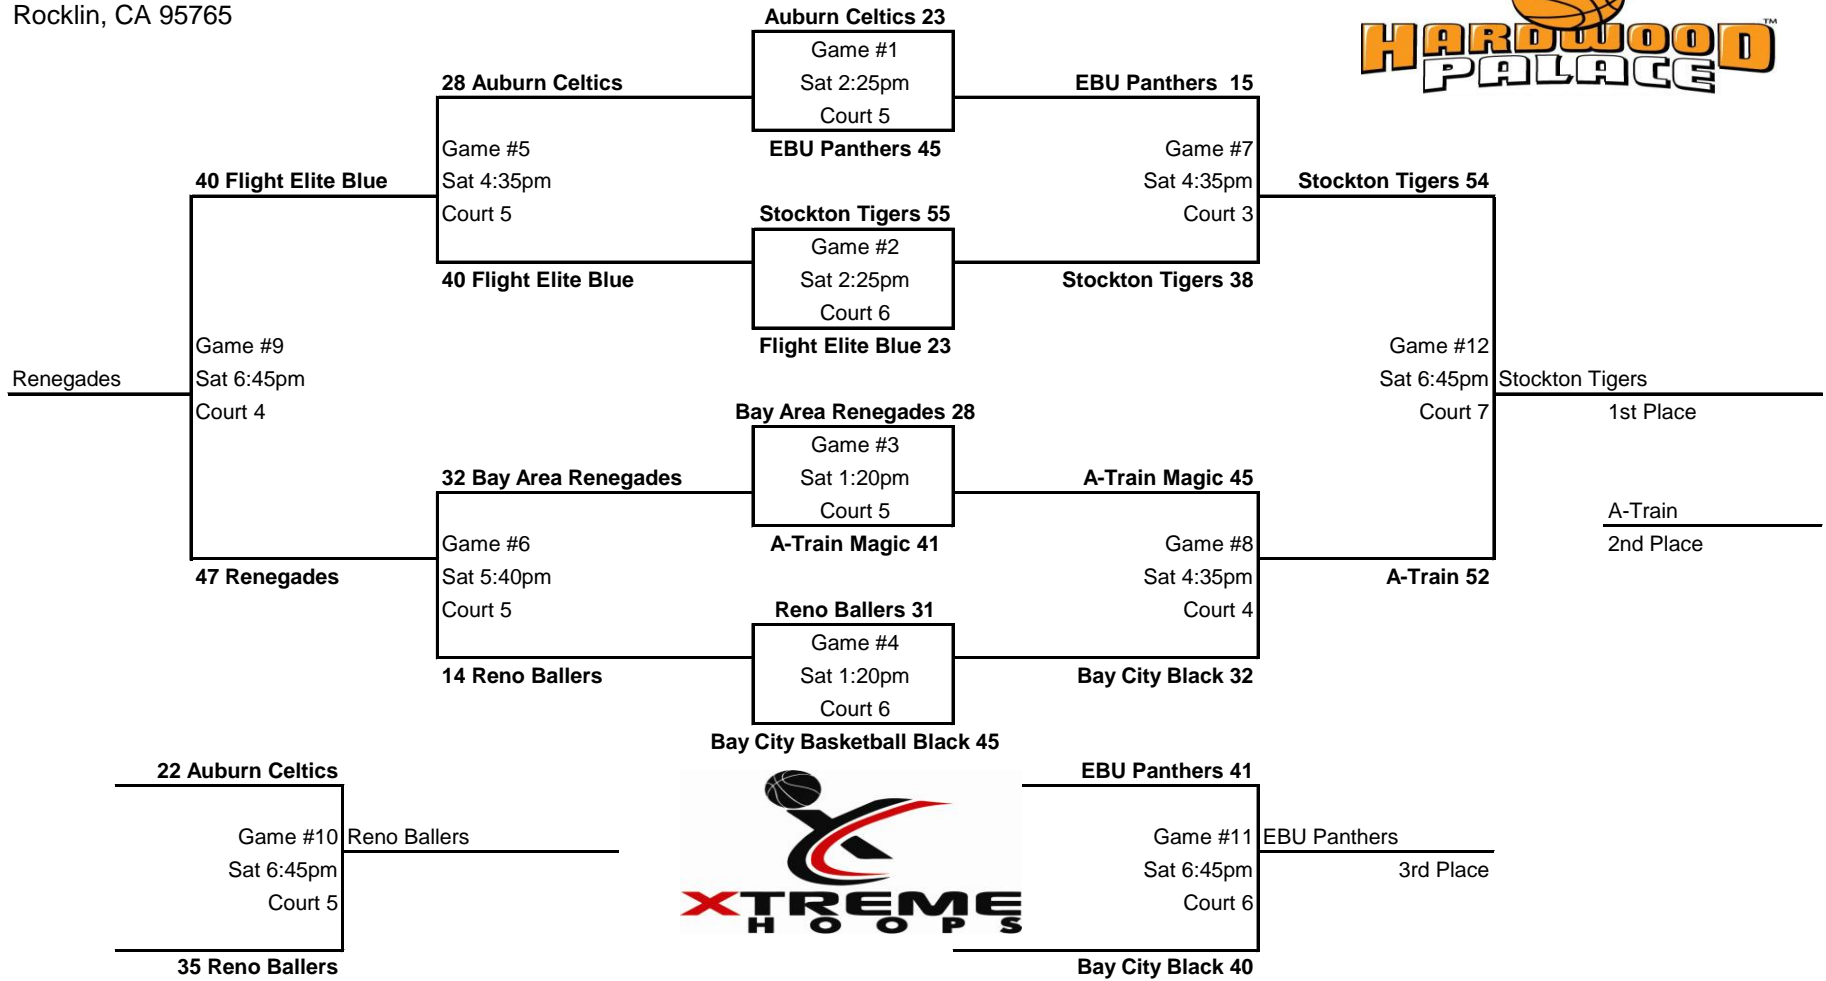 Rocklin, CA 95765
HARDWOOD
PALACE
TM
Auburn Celtics 23
Game #1
Sat 2:25pm
Court 5
EBU Panthers 45
28 Auburn Celtics
Game #5
Sat 4:35pm
Court 5
40 Flight Elite Blue
EBU Panthers 15
Game #7
Sat 4:35pm
Court 3
Stockton Tigers 38
40 Flight Elite Blue
Stockton Tigers 54
Stockton Tigers 55
Game #2
Sat 2:25pm
Court 6
Flight Elite Blue 23
Renegades
Game #9
Sat 6:45pm
Court 4
Game #12
Sat 6:45pm
Court 7
Stockton Tigers
1st Place
Bay Area Renegades 28
Game #3
Sat 1:20pm
Court 5
A-Train Magic 41
32 Bay Area Renegades
Game #6
Sat 5:40pm
Court 5
14 Reno Ballers
A-Train Magic 45
Game #8
Sat 4:35pm
Court 4
Bay City Black 32
A-Train
2nd Place
47 Renegades
A-Train 52
Reno Ballers 31
Game #4
Sat 1:20pm
Court 6
Bay City Basketball Black 45
22 Auburn Celtics
Game #10
Sat 6:45pm
Court 5
35 Reno Ballers
Reno Ballers
XTREME
HOOPS
EBU Panthers 41
Game #11
Sat 6:45pm
Court 6
Bay City Black 40
EBU Panthers
3rd Place